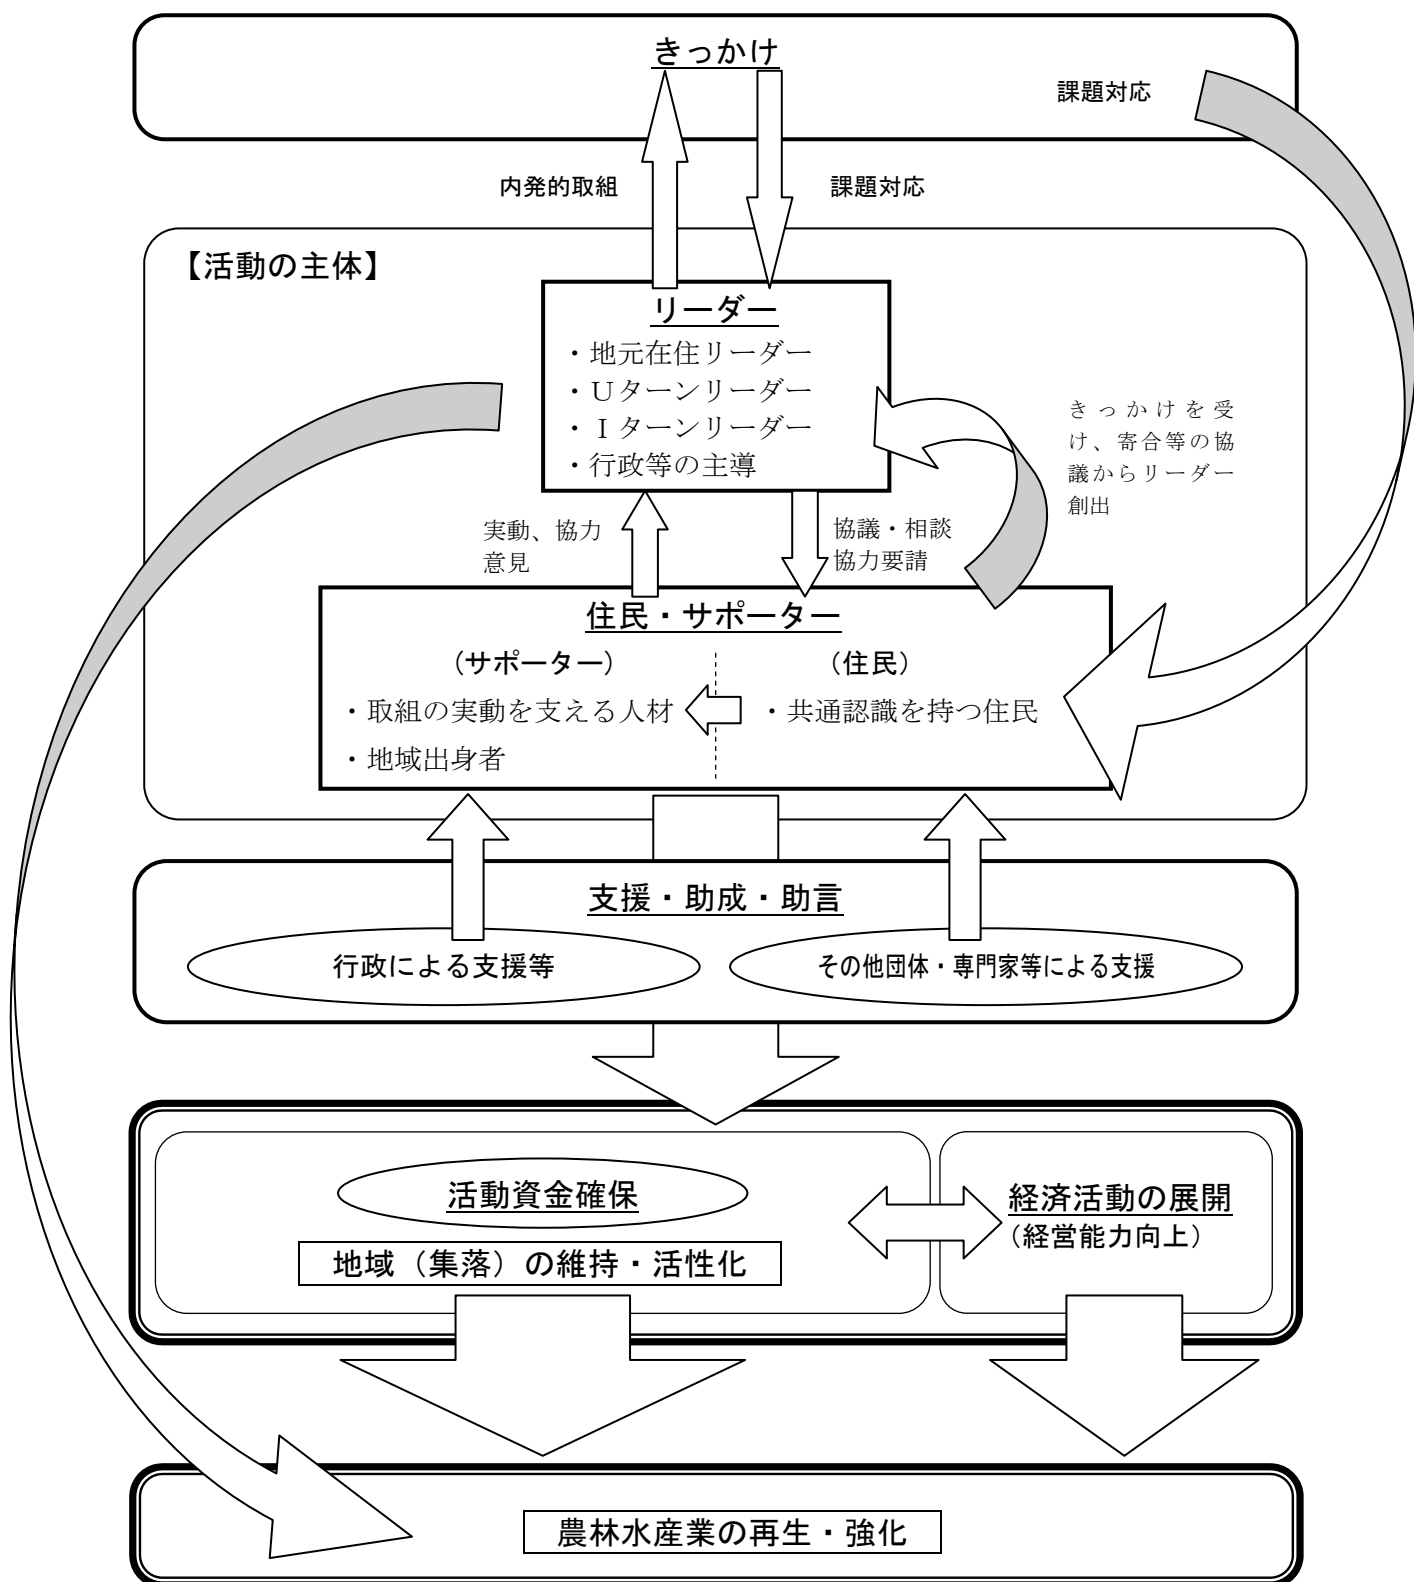 きっかけ
課題対応
内発的取組
課題対応
【活動の主体】
リーダー
・地元在住リーダー
・Ｕターンリーダー
・Ｉターンリーダー
・行政等の主導
きっかけを受
け、寄合等の協
議からリーダー
創出
実動、協力
意見
協議・相談
協力要請
住民・サポーター
（サポーター）
（住民）
・取組の実動を支える人材
・共通認識を持つ住民
・地域出身者
支援・助成・助言
行政による支援等
その他団体・専門家等による支援
活動資金確保
地域（集落）の維持・活性化
経済活動の展開
（経営能力向上）
農林水産業の再生・強化